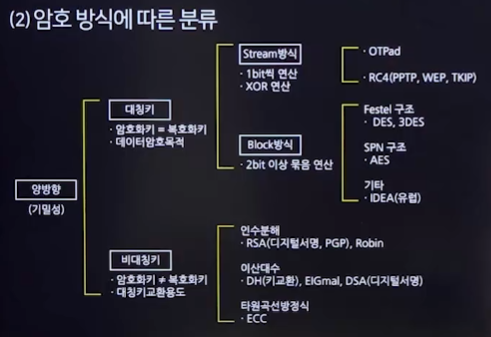 (2) 암호 방식에 따른 분류
양방향
(기밀성)
대칭키
· 암호화키 = 복호화키
· 데이터암호목적
Stream방식
· 1bit씩 연산
· XOR 연산
· OTPad
· RC4(PPTP, WEP, TKIP)
Block방식
· 2bit 이상 묶음 연산
Festel 구조
· DES, 3DES
SPN 구조
· AES
기타
· IDEA(유럽)
비대칭키
· 암호화키 ≠ 복호화키
· 대칭키교환용도
인수분해
· RSA(디지털서명, PGP), Robin
이산대수
· DH(키교환), ElGmal, DSA(디지털서명)
타원곡선방정식
· ECC